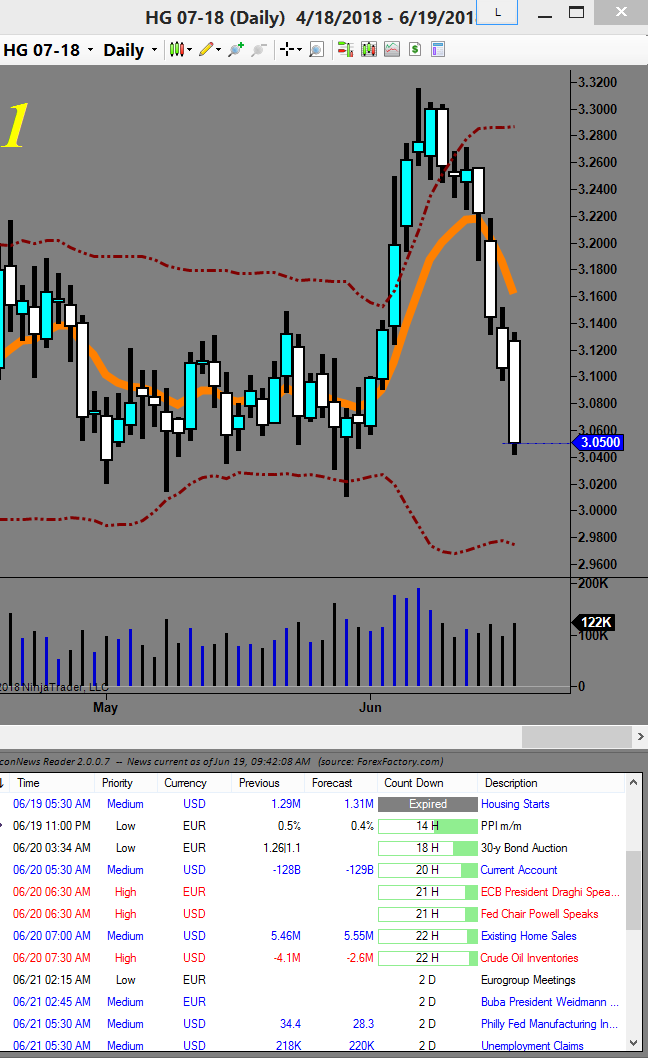 HG 07-18 (Daily) 4/18/2018 - 6/19/201
L
HG 07-18 Daily
1
3.3200
3.3000
3.2800
3.2600
3.2400
3.2200
3.2000
3.1800
3.1600
3.1400
3.1200
3.1000
3.0800
3.0600
3.0500
3.0400
3.0200
3.0000
2.9800
2.9600
200K
122K
100K
0
2018 NinjaTrader, LLC
May Jun
conNews Reader 2.0.0.7 -- News current as of Jun 19, 09:42:08 AM (source: ForexFactory.com)
Time Priority Currency Previous Forecast Count Down Description
06/19 05:30 AM Medium USD 1.29M 1.31M Expired Housing Starts
06/19 11:00 PM Low EUR 0.5% 0.4% 14 H PPI m/m
06/20 03:34 AM Low EUR 1.26|1.1 18 H 30-y Bond Auction
06/20 05:30 AM Medium USD -128B -129B 20 H Current Account
06/20 06:30 AM High EUR 21 H ECB President Draghi Spea...
06/20 06:30 AM High USD 21 H Fed Chair Powell Speaks
06/20 07:00 AM Medium USD 5.46M 5.55M 22 H Existing Home Sales
06/20 07:30 AM High USD -4.1M -2.6M 22 H Crude Oil Inventories
06/21 02:15 AM Low EUR 2 D Eurogroup Meetings
06/21 02:45 AM Medium EUR 2 D Buba President Weidmann ...
06/21 05:30 AM Medium USD 34.4 28.3 2 D Philly Fed Manufacturing In...
06/21 05:30 AM Medium USD 218K 220K 2 D Unemployment Claims